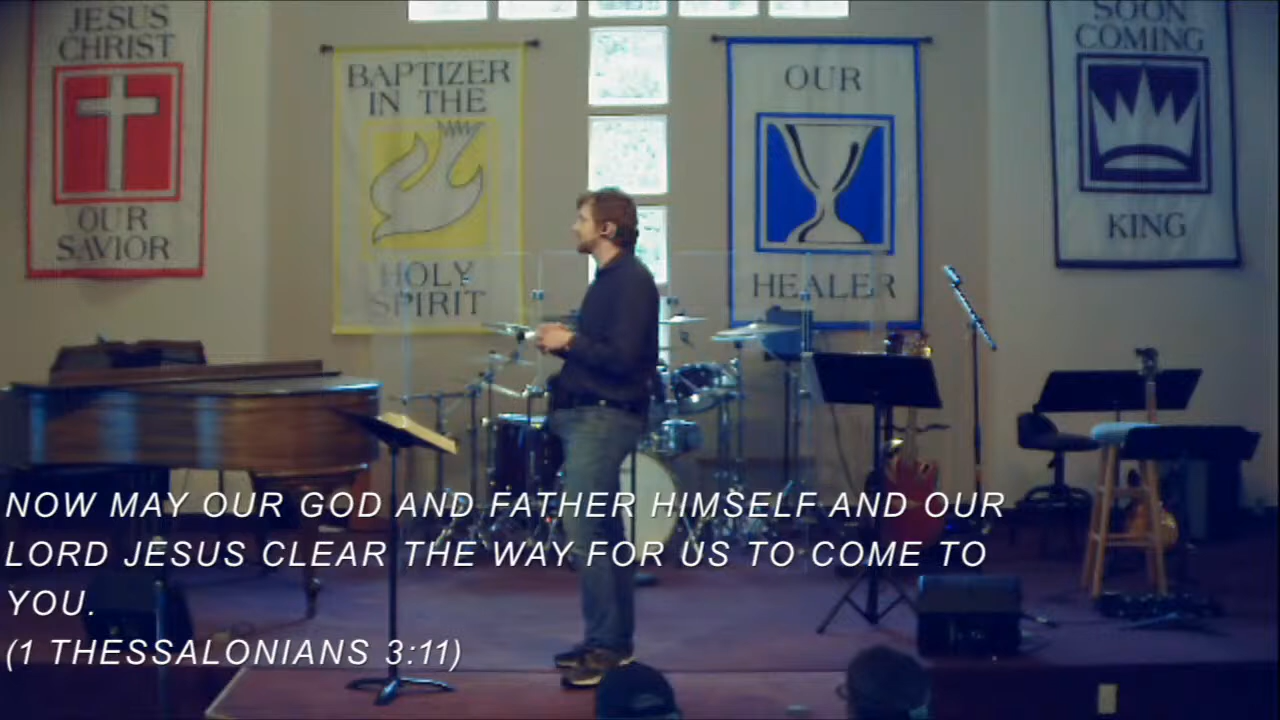 JESUS
CHRIST
OUR
SAVIOR
BAPTIZER
IN THE
HOLY
SPIRIT
OUR
HEALER
SOON
COMING
KING
NOW MAY OUR GOD AND FATHER HIMSELF AND OUR
LORD JESUS CLEAR THE WAY FOR US TO COME TO
YOU.
(1 THESSALONIANS 3:11)